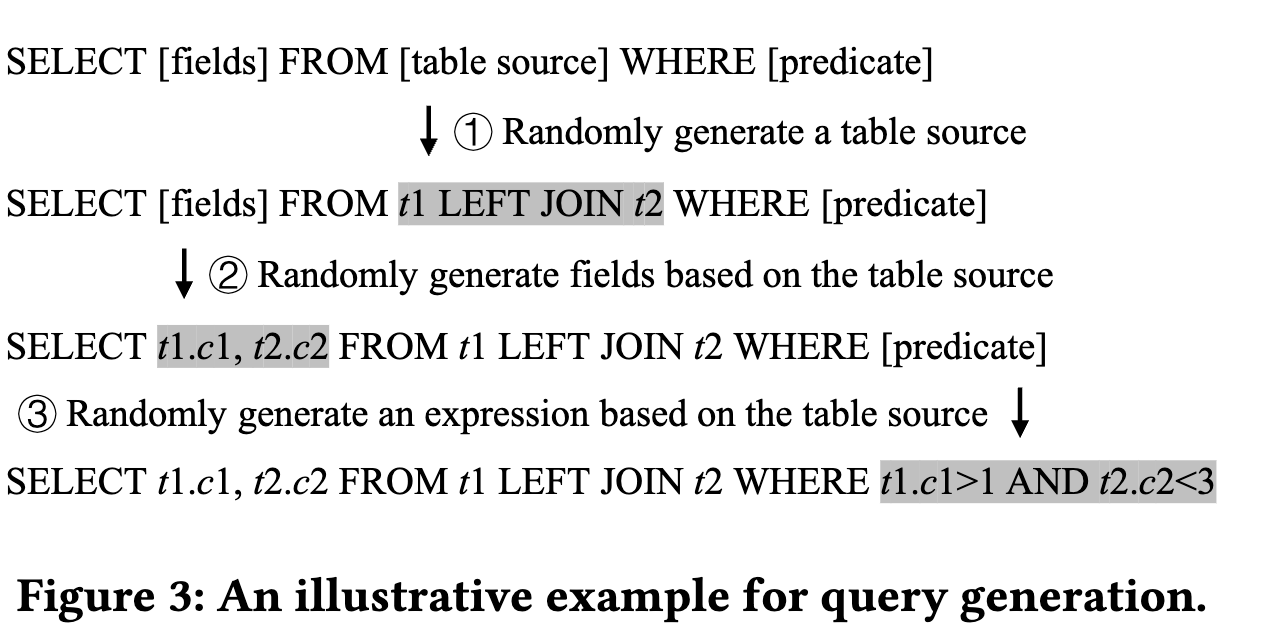 SELECT [fields] FROM [table source] WHERE [predicate]
① Randomly generate a table source
SELECT [fields] FROM t1 LEFT JOIN t2 WHERE [predicate]
② Randomly generate fields based on the table source
SELECT t1.c1, t2.c2 FROM t1 LEFT JOIN t2 WHERE [predicate]
③ Randomly generate an expression based on the table source
SELECT t1.c1, t2.c2 FROM t1 LEFT JOIN t2 WHERE t1.c1>1 AND t2.c2<3
Figure 3: An illustrative example for query generation.